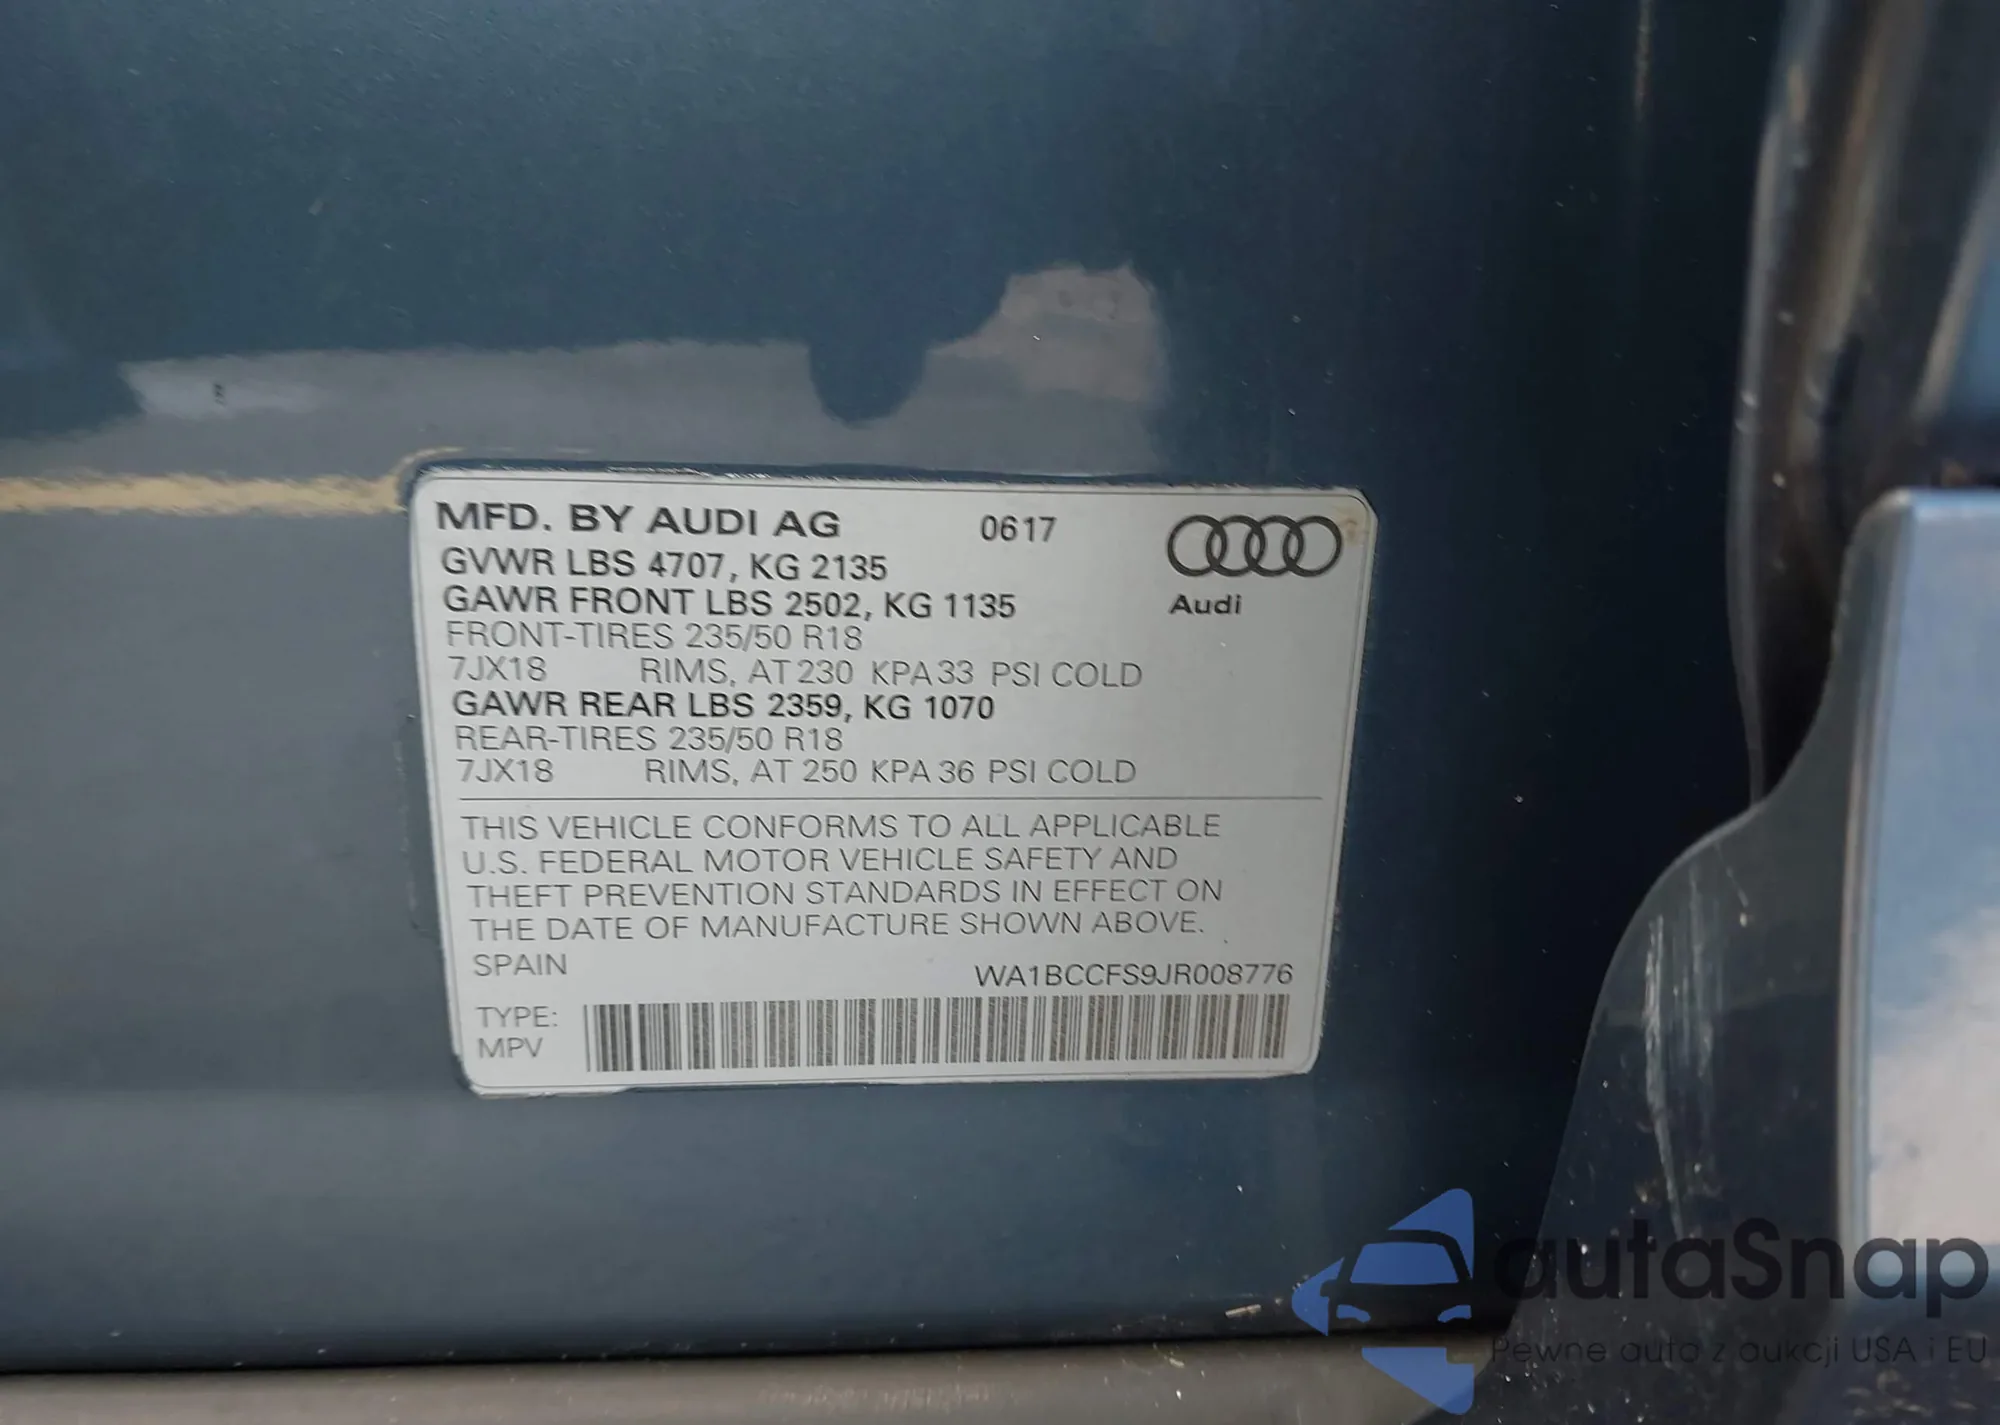 MFD. BY AUDI AG 0617
GVWR LBS 4707, KG 2135
GAWR FRONT LBS 2502, KG 1135
Audi
FRONT-TIRES 235/50 R18
7JX18 RIMS, AT 230 KPA 33 PSI COLD
GAWR REAR LBS 2359, KG 1070
REAR-TIRES 235/50 R18
7JX18 RIMS, AT 250 KPA 36 PSI COLD
THIS VEHICLE CONFORMS TO ALL APPLICABLE
U.S. FEDERAL MOTOR VEHICLE SAFETY AND
THEFT PREVENTION STANDARDS IN EFFECT ON
THE DATE OF MANUFACTURE SHOWN ABOVE.
SPAIN WA1BCCFS9JR008776
TYPE:
MPV
autaSnap
Pewne auta z aukcji USA i EU